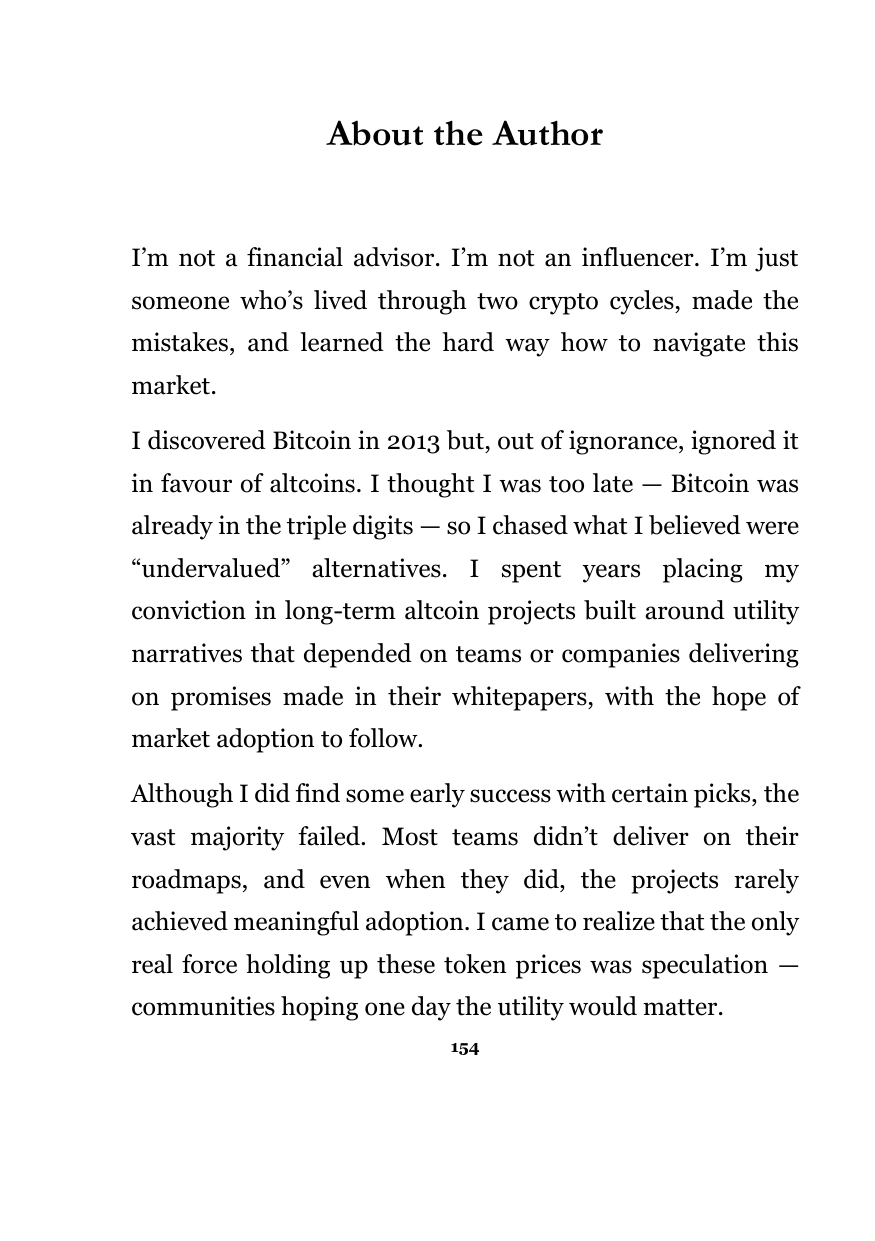 About the Author
I’m not a financial advisor. I’m not an influencer. I’m just
someone who’s lived through two crypto cycles, made the
mistakes, and learned the hard way how to navigate this
market.
I discovered Bitcoin in 2013 but, out of ignorance, ignored it
in favour of altcoins. I thought I was too late — Bitcoin was
already in the triple digits — so I chased what I believed were
“undervalued” alternatives. I spent years placing my
conviction in long-term altcoin projects built around utility
narratives that depended on teams or companies delivering
on promises made in their whitepapers, with the hope of
market adoption to follow.
Although I did find some early success with certain picks, the
vast majority failed. Most teams didn’t deliver on their
roadmaps, and even when they did, the projects rarely
achieved meaningful adoption. I came to realize that the only
real force holding up these token prices was speculation —
communities hoping one day the utility would matter.
154